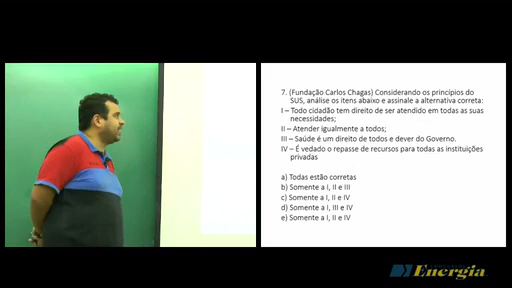 7. (Fundação Carlos Chagas) Considerando os princípios do
SUS, análise os itens abaixo e assinale a alternativa correta:
I – Todo cidadão tem direito de ser atendido em todas as suas
necessidades;
II – Atender igualmente a todos;
III – Saúde é um direito de todos e dever do Governo.
IV – É vedado o repasse de recursos para todas as instituições
privadas
a) Todas estão corretas
b) Somente a I, II e III
c) Somente a I, II e IV
d) Somente a I, III e IV
e) Somente a I, II e IV
Energia